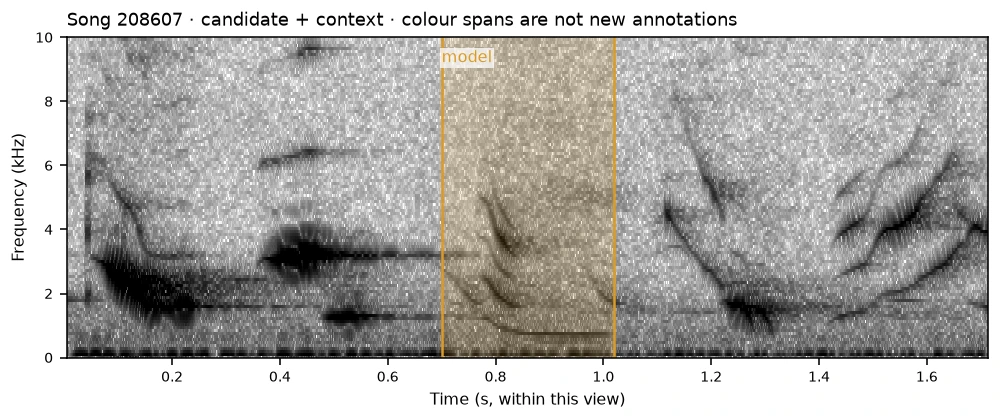 Song 208607 · candidate + context · colour spans are not new annotations
model
Frequency (kHz)
10
8
6
4
2
0
0.2 0.4 0.6 0.8 1.0 1.2 1.4 1.6
Time (s, within this view)